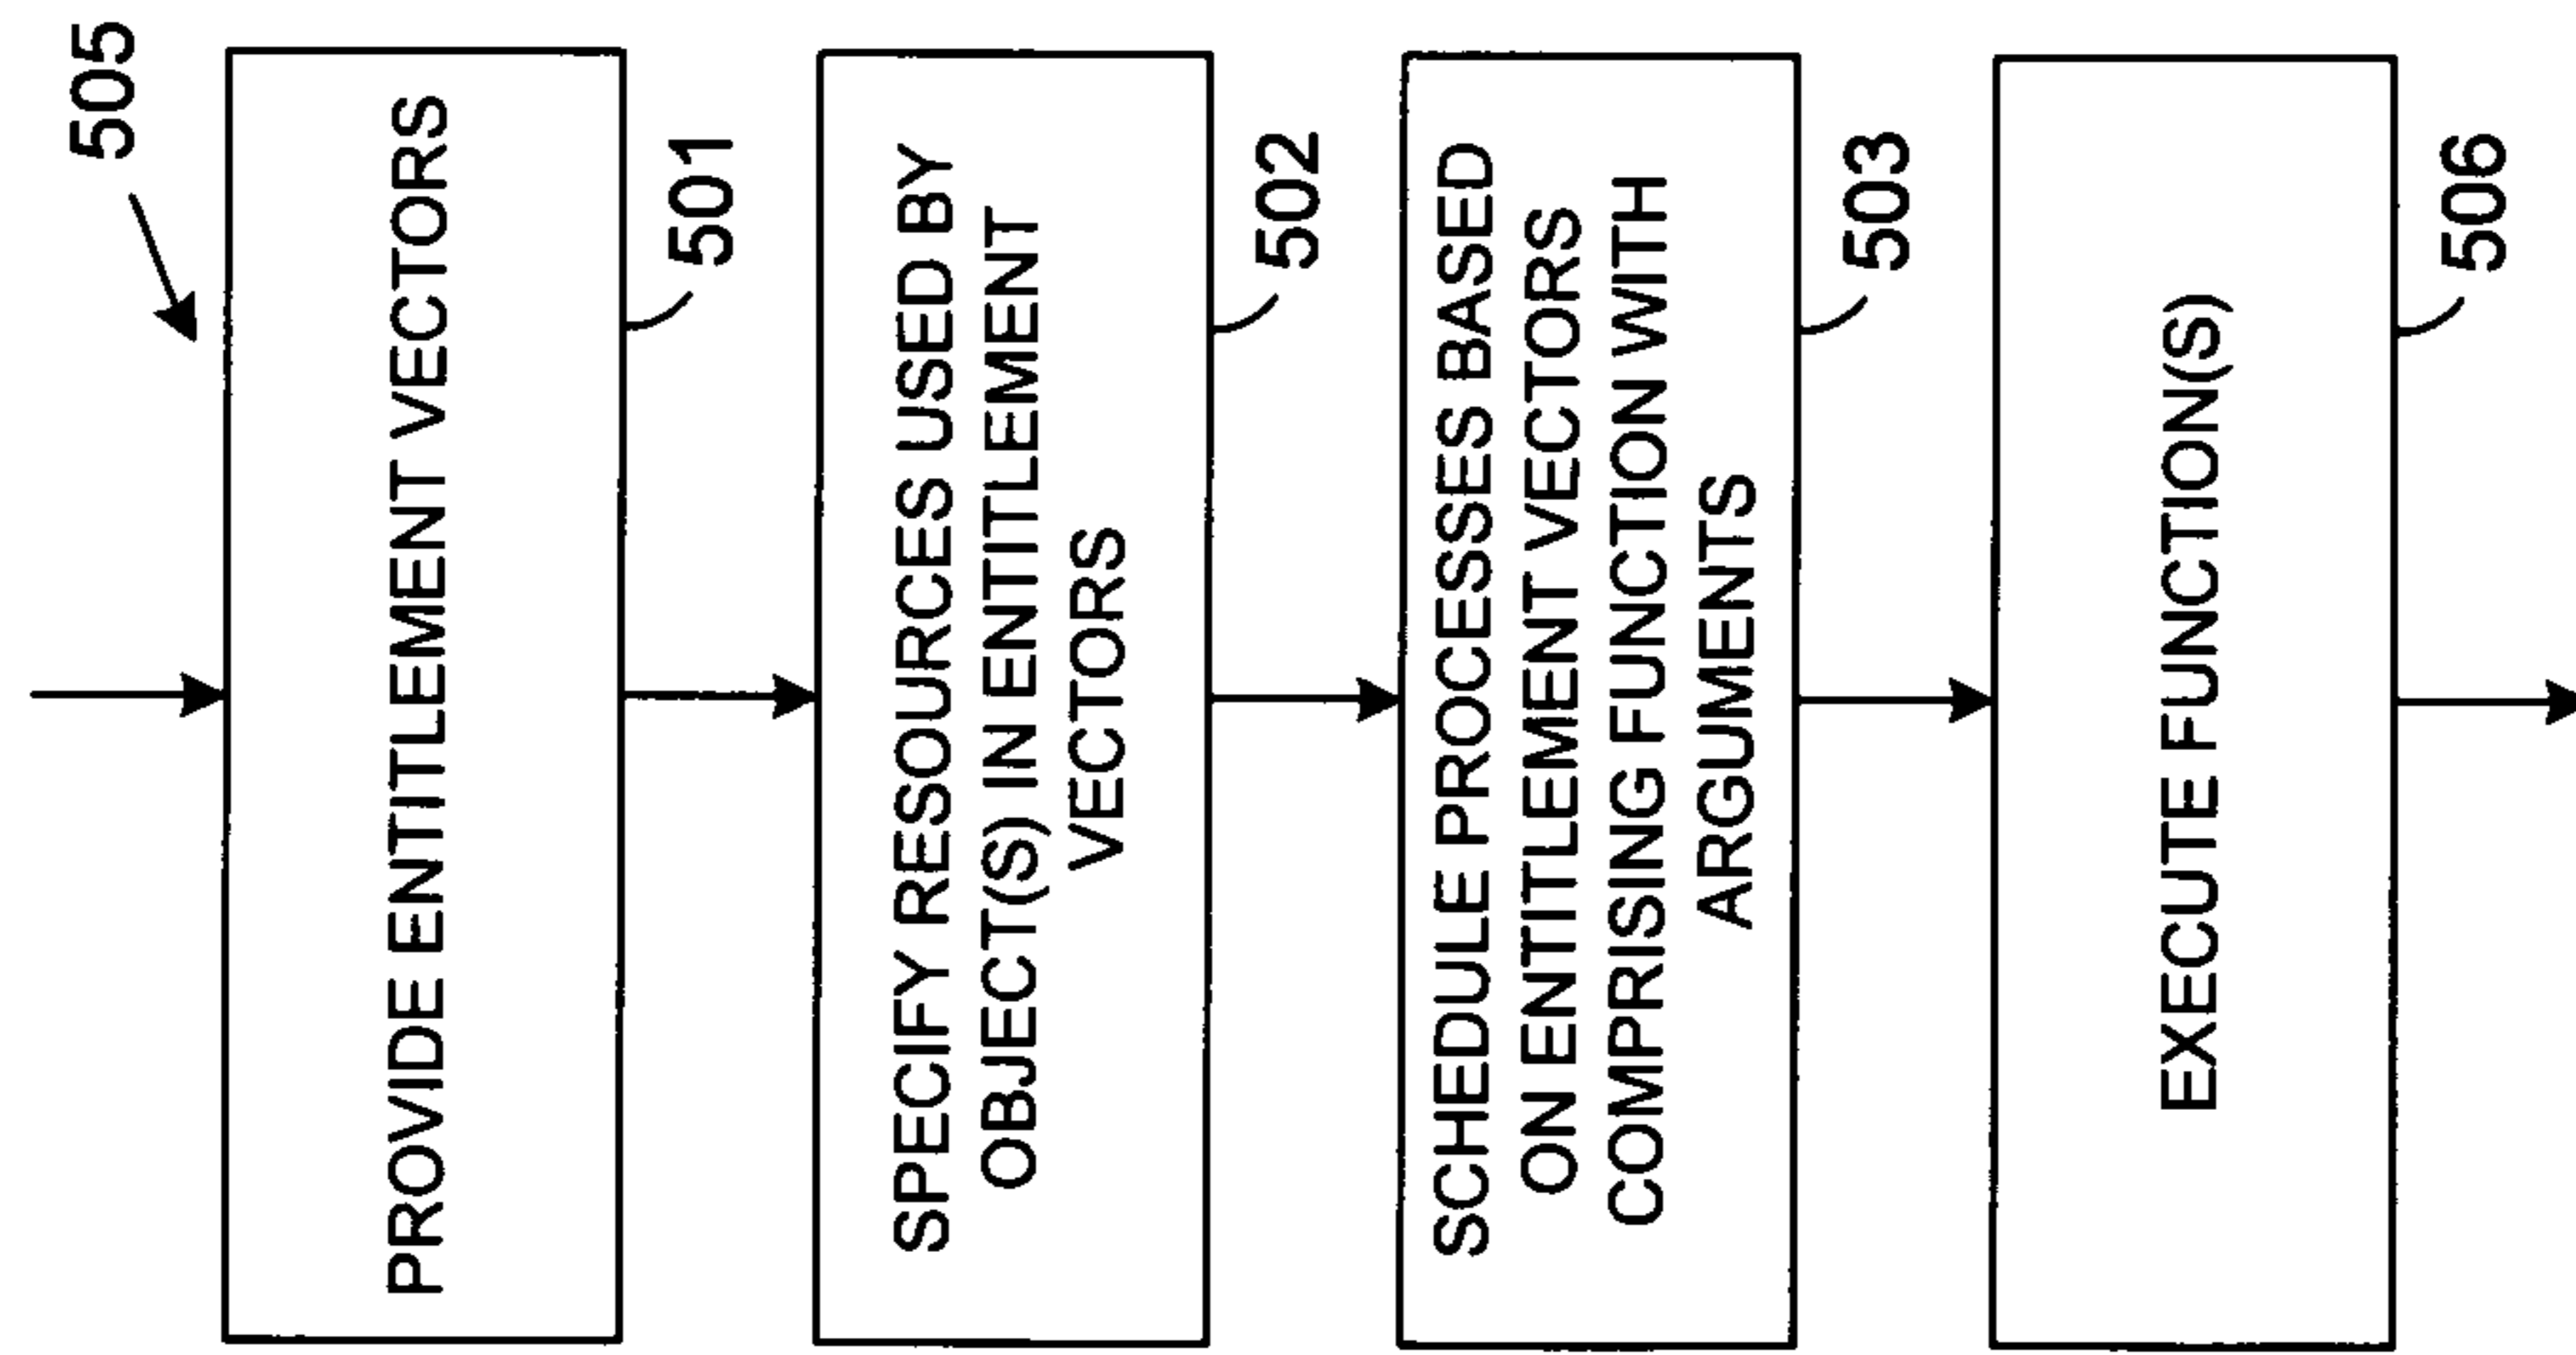 505
PROVIDE ENTITLEMENT VECTORS
501
SPECIFY RESOURCES USED BY
OBJECT(S) IN ENTITLEMENT
VECTORS
502
SCHEDULE PROCESSES BASED
ON ENTITLEMENT VECTORS
COMPRISING FUNCTION WITH
ARGUMENTS
503
EXECUTE FUNCTION(S)
506